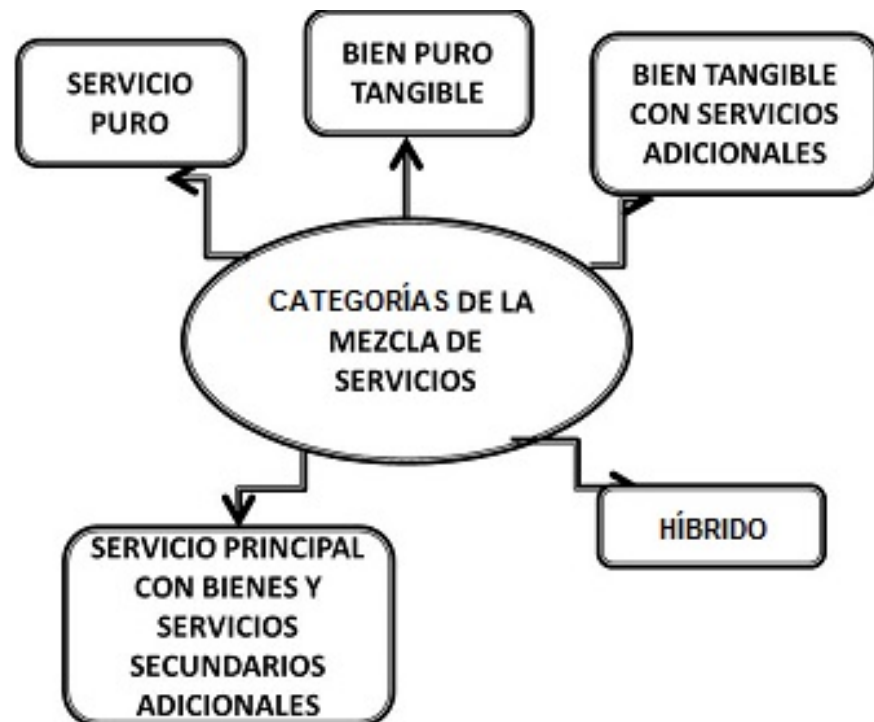 SERVICIO
PURO
BIEN PURO
TANGIBLE
BIEN TANGIBLE
CON SERVICIOS
ADICIONALES
CATEGORÍAS DE LA
MEZCLA DE
SERVICIOS
SERVICIO PRINCIPAL
CON BIENES Y
SERVICIOS
SECUNDARIOS
ADICIONALES
HÍBRIDO